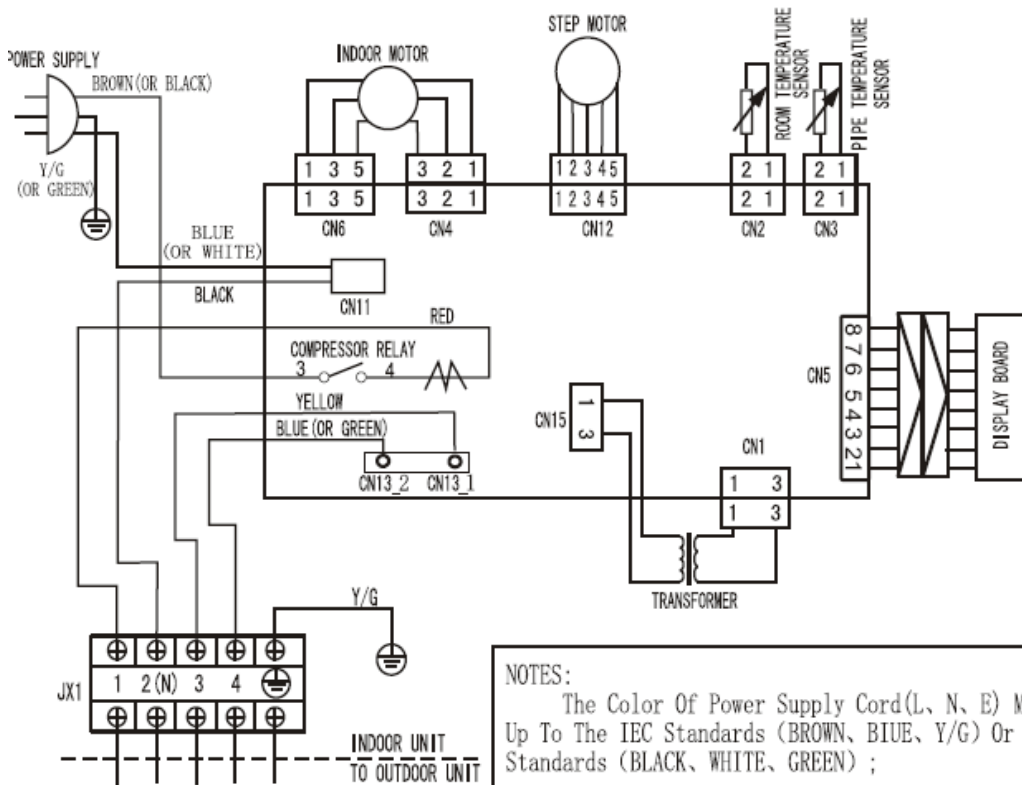 STEP MOTOR
INDOOR MOTOR
POWER SUPPLY
BROWN(OR BLACK)
Y/G
(OR GREEN)
ROOM TEMPERATURE
SENSOR
PIPE TEMPERATURE
SENSOR
1 3 5
3 2 1
1 2 3 4 5
2 1
2 1
1 3 5
3 2 1
1 2 3 4 5
2 1
2 1
CN6
CN4
CN12
CN2
CN3
BLUE
(OR WHITE)
BLACK
CN11
RED
COMPRESSOR RELAY
3
4
YELLOW
BLUE(OR GREEN)
CN13_2
CN13_1
CN15
1
3
CN5
8 7 6 5 4 3 2 1
DISPLAY BOARD
CN1
1 3
1 3
TRANSFORMER
Y/G
JX1
1 2(N) 3 4
INDOOR UNIT
TO OUTDOOR UNIT
NOTES:
The Color Of Power Supply Cord(L、N、E)
Up To The IEC Standards (BROWN、BIUE、Y/G) Or
Standards (BLACK、WHITE、GREEN) ;